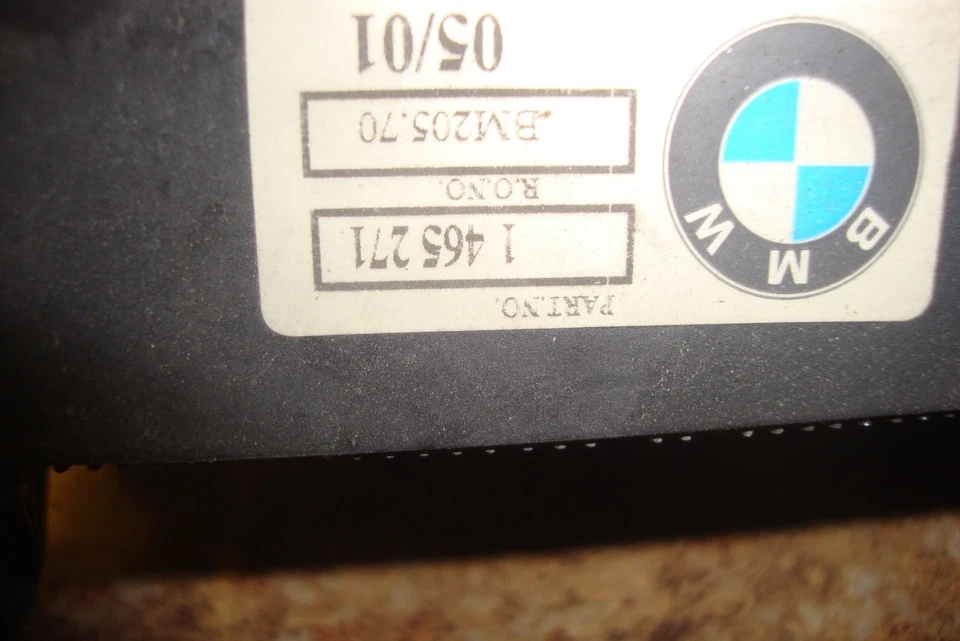 BMW
PART.NO.
1 465 271
R.O.NO.
BM205.70
05/01